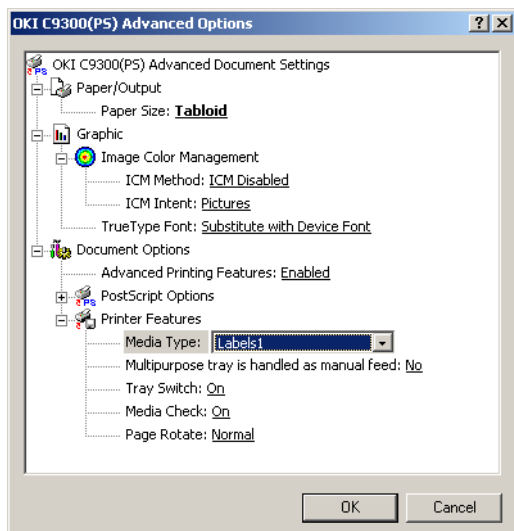 OKI C9300(PS) Advanced Options
OKI C9300(PS) Advanced Document Settings
Paper/Output
Paper Size: Tabloid
Graphic
Image Color Management
ICM Method: ICM Disabled
ICM Intent: Pictures
TrueType Font: Substitute with Device Font
Document Options
Advanced Printing Features: Enabled
PostScript Options
Printer Features
Media Type: Labels1
Multipurpose tray is handled as manual feed: No
Tray Switch: On
Media Check: On
Page Rotate: Normal
OK Cancel